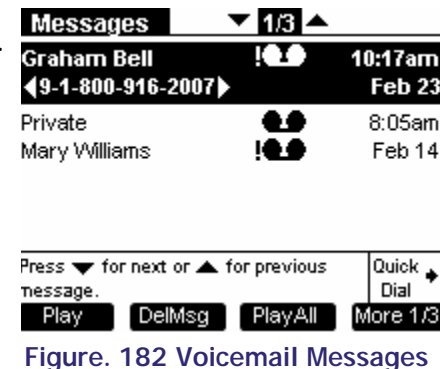 Messages ▼ 1/3 ▲
Graham Bell ! 10:17am
◀9-1-800-916-2007▶ Feb 23
Private 8:05am
Mary Williams ! Feb 14
Press ▼ for next or ▲ for previous message.
Quick Dial
Play DelMsg PlayAll More 1/3
Figure. 182 Voicemail Messages